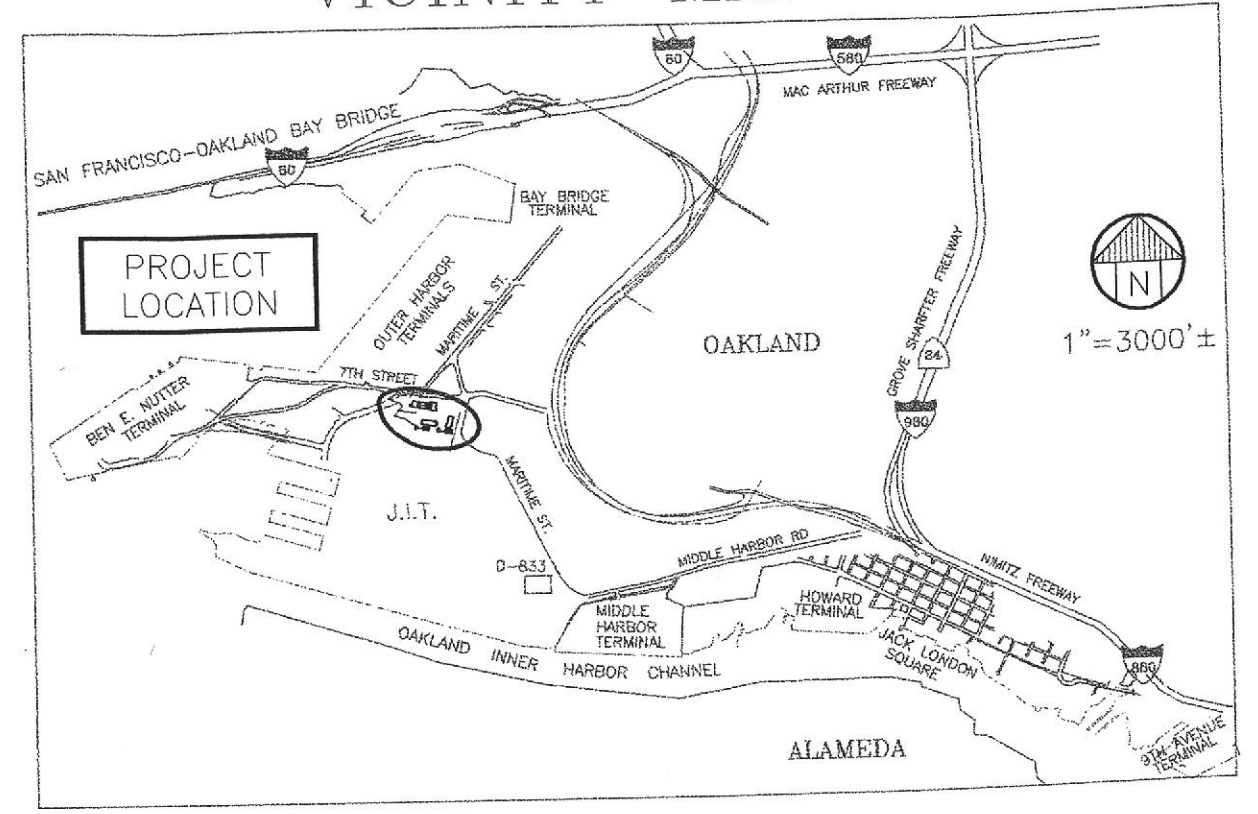 VICINITY
80
580
MAC ARTHUR FREEWAY
SAN FRANCISCO-OAKLAND BAY BRIDGE
80
BAY BRIDGE
TERMINAL
PROJECT
LOCATION
OUTER HARBOR
TERMINALS
MARITIME ST.
GROVE SHARFTER FREEWAY
N
1"=3000'±
OAKLAND
24
7TH STREET
980
BEN E. NUTTER
TERMINAL
MARITIME ST.
J.I.T.
MIDDLE HARBOR RD
D-833
NIMITZ FREEWAY
HOWARD
TERMINAL
MIDDLE
HARBOR
TERMINAL
JACK LONDON
SQUARE
OAKLAND INNER HARBOR CHANNEL
880
9TH AVENUE
TERMINAL
ALAMEDA